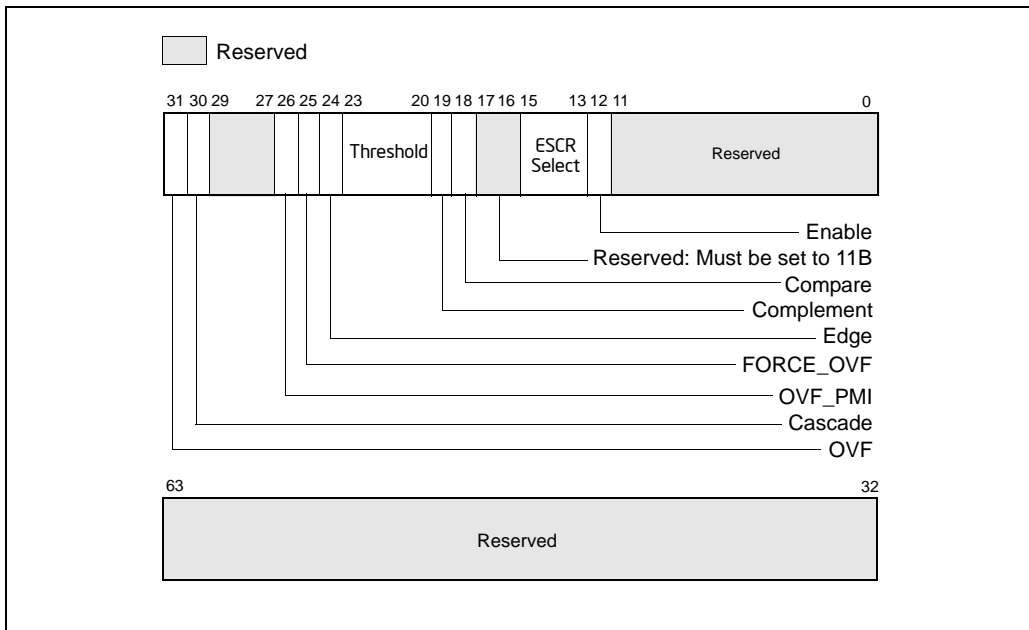 Reserved
31 30 29 27 26 25 24 23 20 19 18 17 16 15 13 12 11 0
Threshold
ESCR
Select
Reserved
Enable
Reserved: Must be set to 11B
Compare
Complement
Edge
FORCE_OVF
OVF_PMI
Cascade
OVF
63 32
Reserved